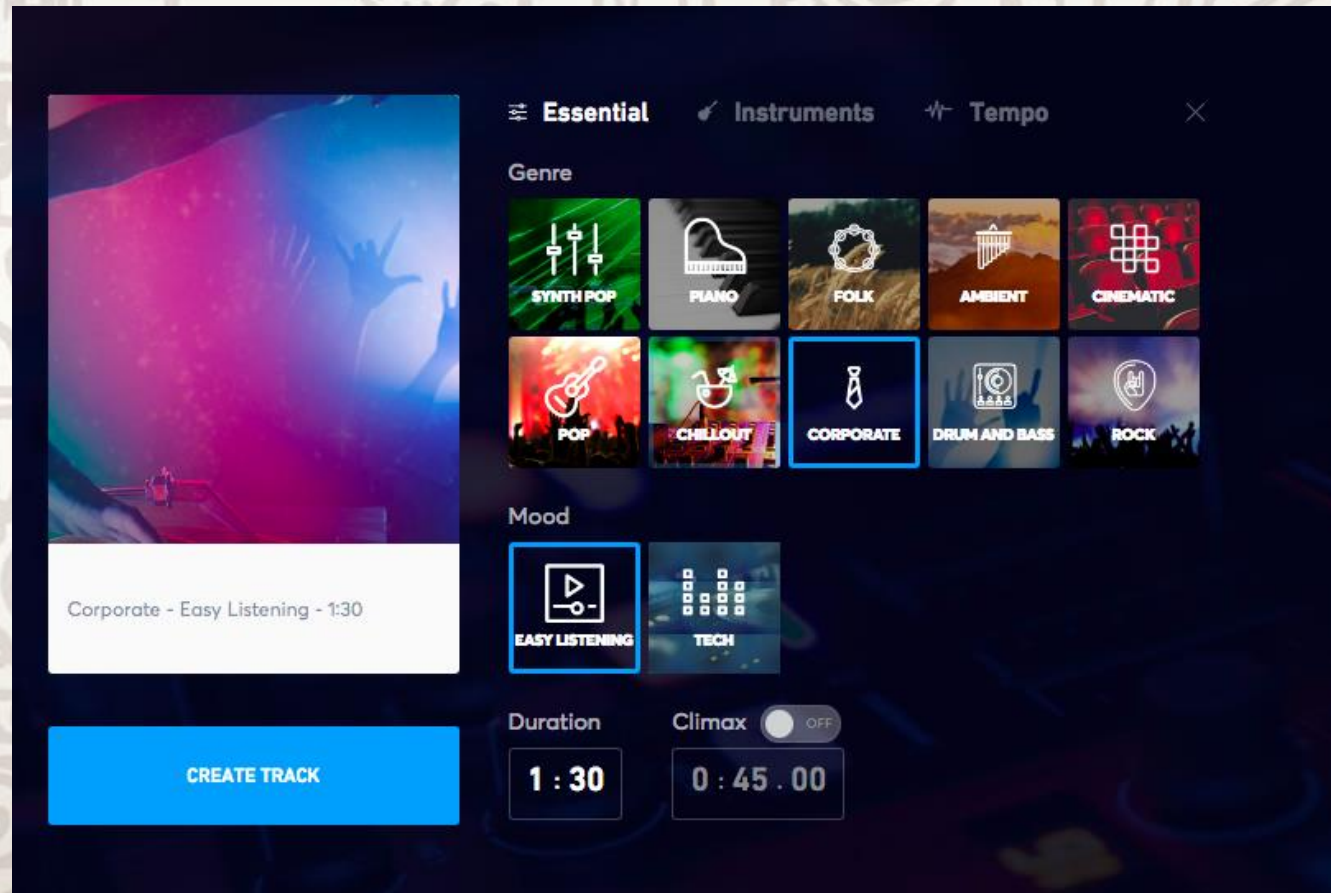 Essential Instruments Tempo
Genre
SYNTH POP PIANO FOLK AMBIENT CINEMATIC
POP CHILLOUT CORPORATE DRUM AND BASS ROCK
Mood
EASY LISTENING TECH
Corporate - Easy Listening - 1:30
Duration Climax OFF
1 : 30 0 : 45 . 00
CREATE TRACK